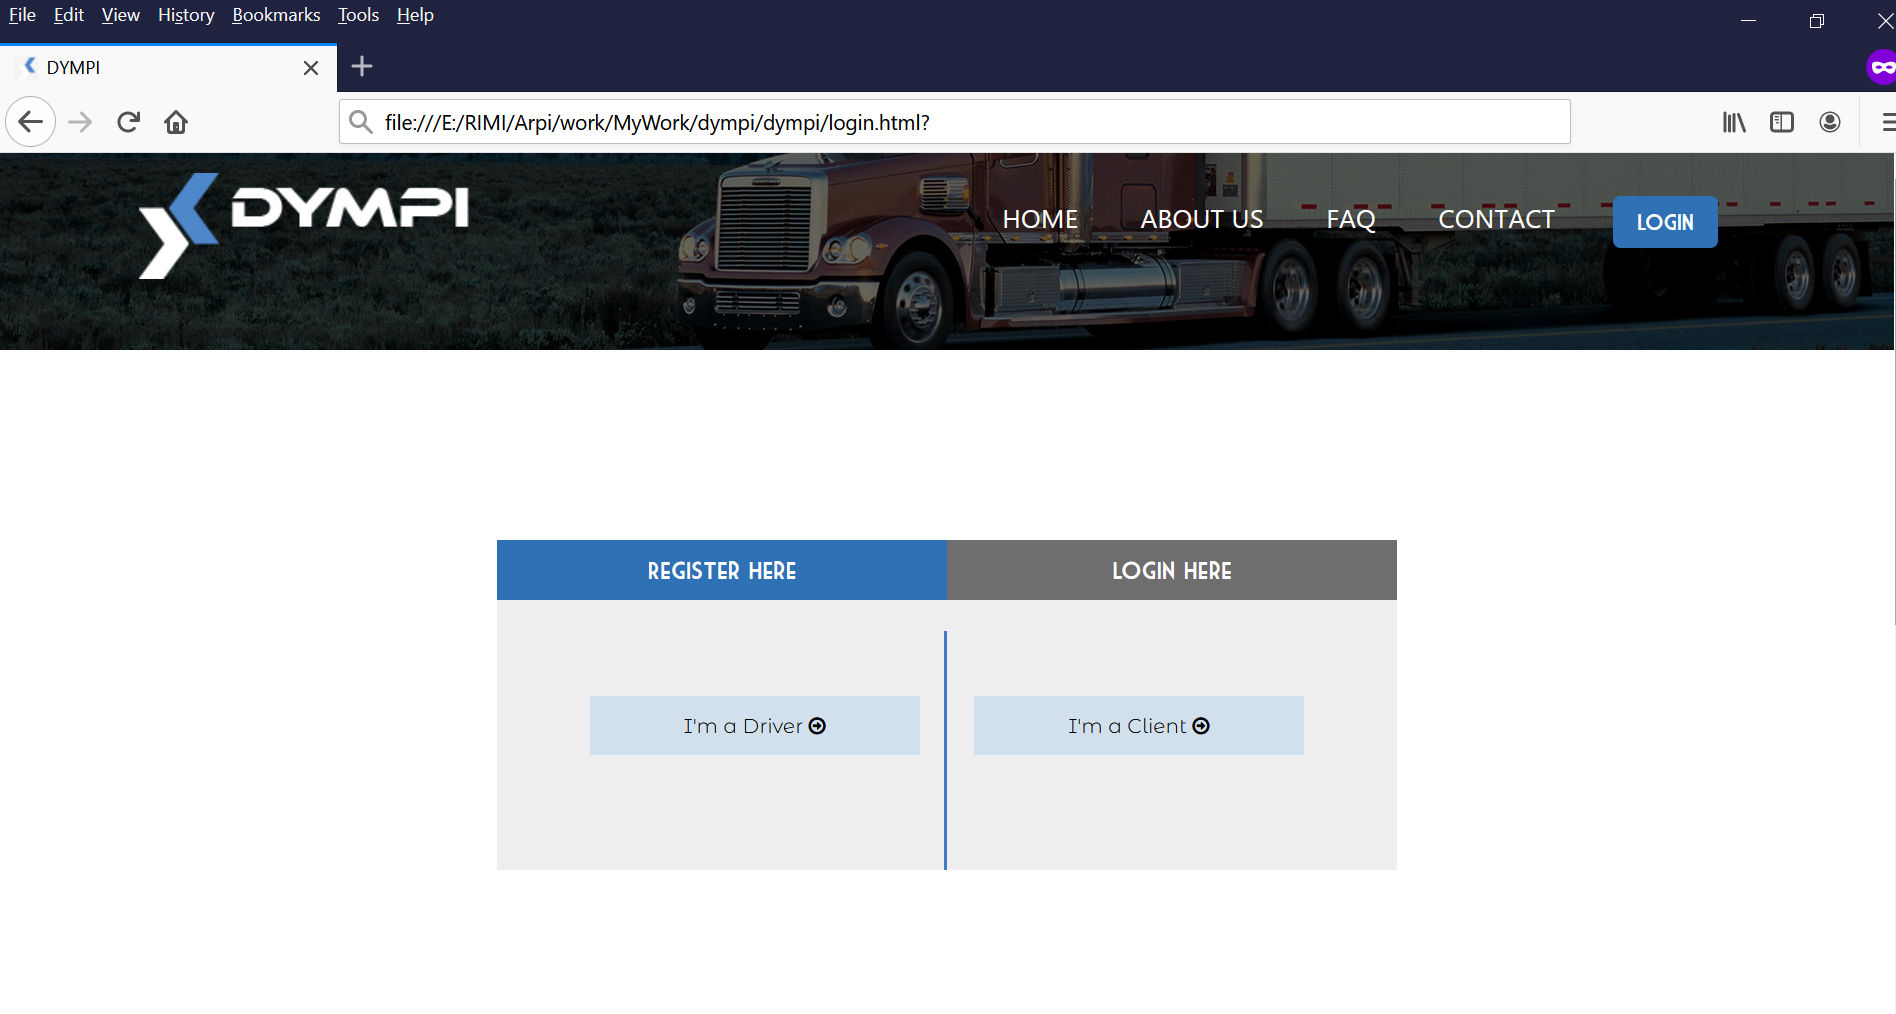 File Edit View History Bookmarks Tools Help
DYMPI
file:///E:/RIMI/Arpi/work/MyWork/dympi/dympi/login.html?
DYMPI
HOME ABOUT US FAQ CONTACT LOGIN
REGISTER HERE LOGIN HERE
I'm a Driver I'm a Client